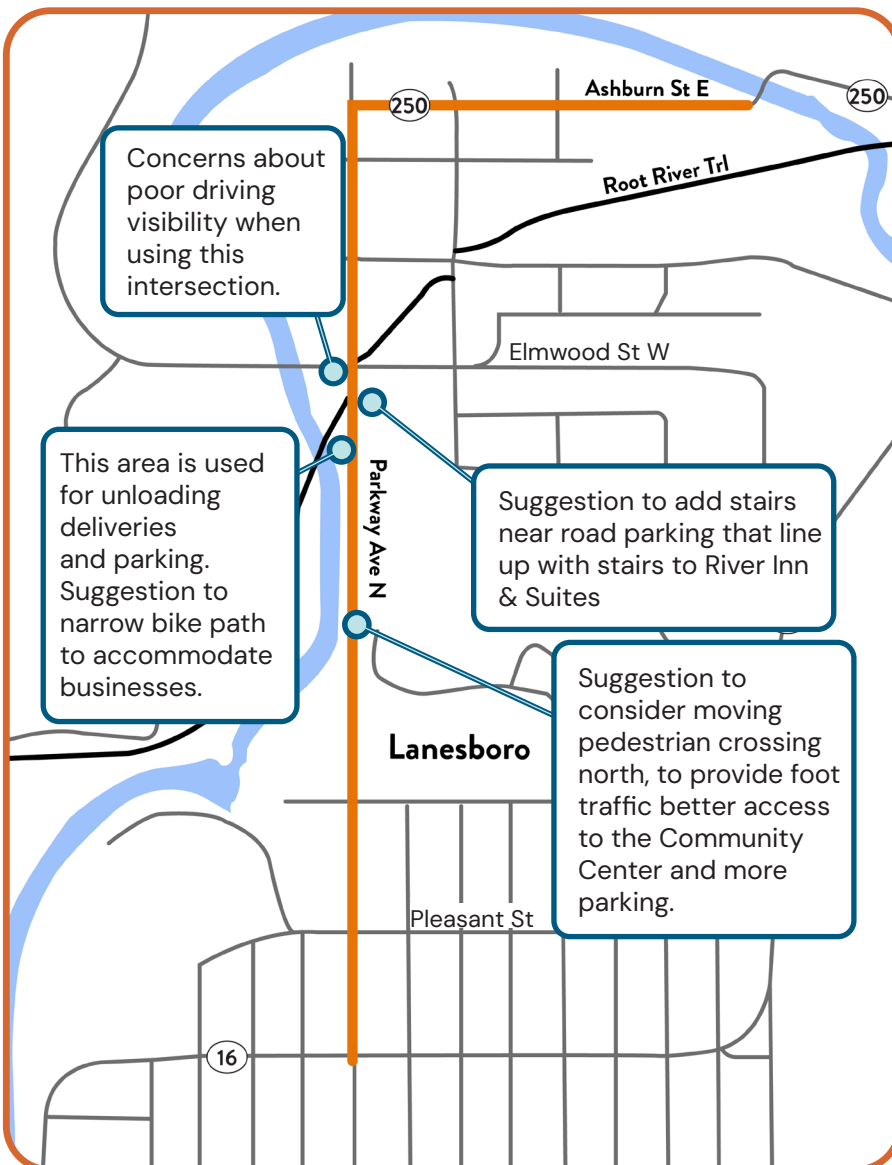 Ashburn St E
250
250
Root River Trl
Concerns about
poor driving
visibility when
using this
intersection.
Elmwood St W
This area is used
for unloading
deliveries
and parking.
Suggestion to
narrow bike path
to accommodate
businesses.
Parkway Ave N
Suggestion to add stairs
near road parking that line
up with stairs to River Inn
& Suites
Suggestion to
consider moving
pedestrian crossing
north, to provide foot
traffic better access
to the Community
Center and more
parking.
Lanesboro
Pleasant St
16